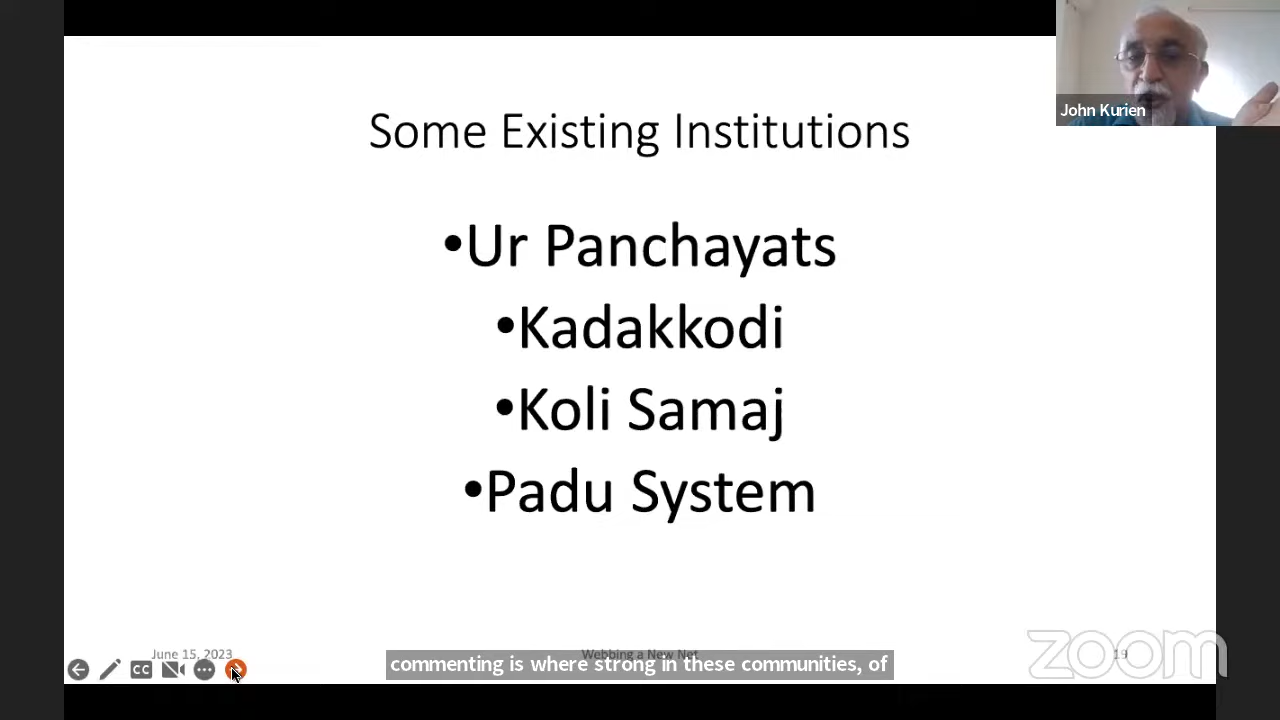 John Kurien
Some Existing Institutions
•Ur Panchayats
•Kadakkodi
•Koli Samaj
•Padu System
June 15, 2023
Webbing a New Net
19
CC
commenting is where strong in these communities, of
zoom